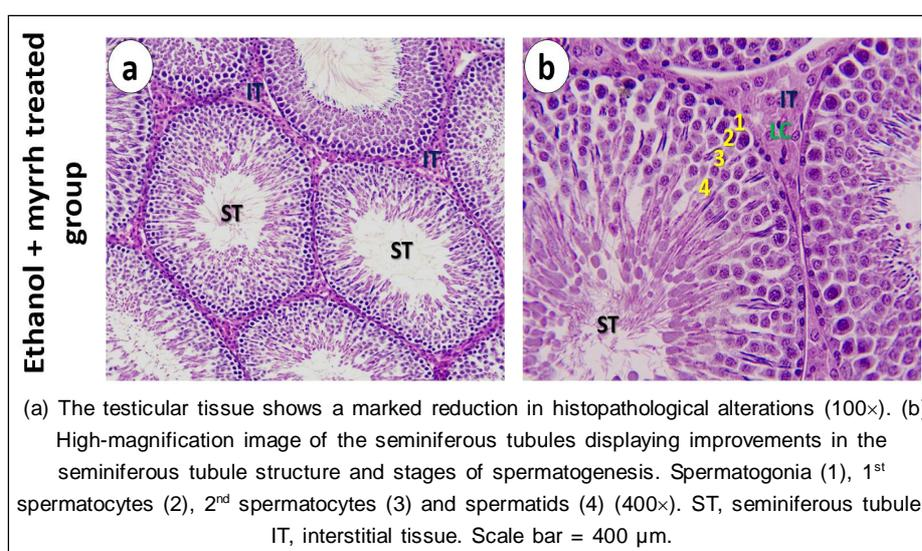 Ethanol + myrrh treated
group
a
IT
IT
ST
ST
b
IT
LC
1
2
3
4
ST
(a) The testicular tissue shows a marked reduction in histopathological alterations (100×). (b)
High-magnification image of the seminiferous tubules displaying improvements in the
seminiferous tubule structure and stages of spermatogenesis. Spermatogonia (1), 1st
spermatocytes (2), 2nd spermatocytes (3) and spermatids (4) (400×). ST, seminiferous tubule
IT, interstitial tissue. Scale bar = 400 µm.